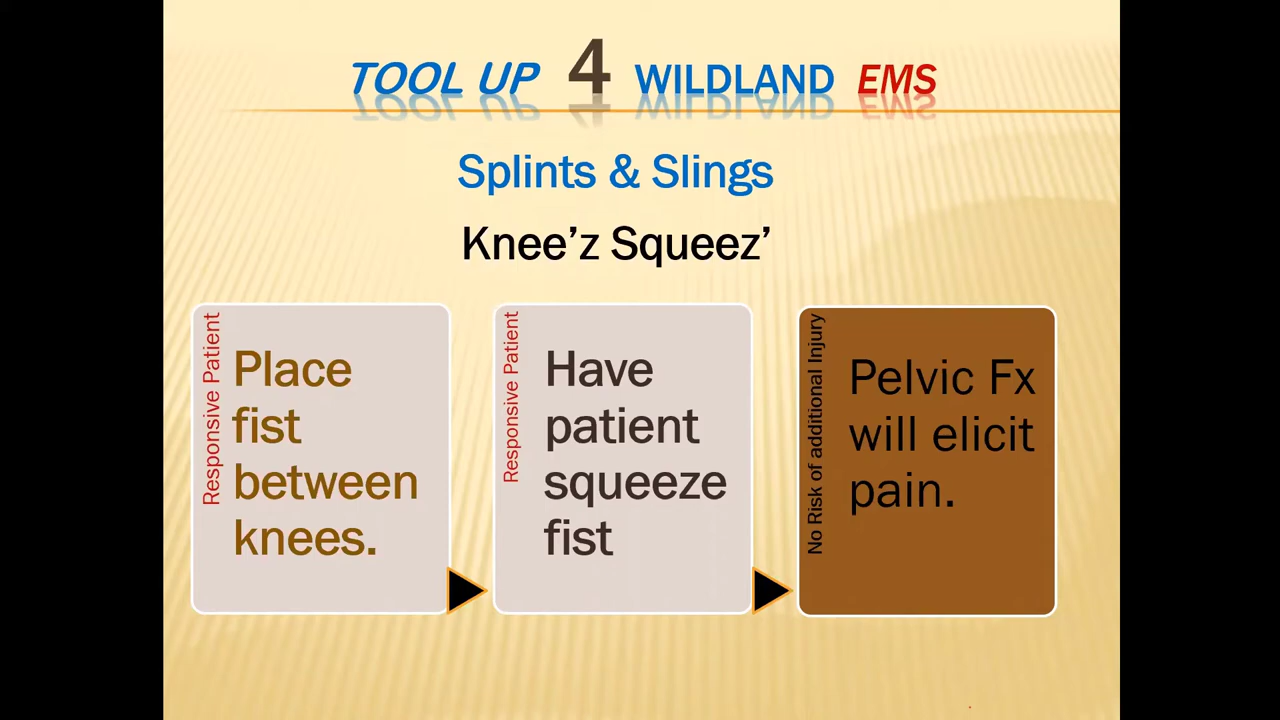 TOOL UP 4 WILDLAND EMS
Splints & Slings
Knee’z Squeez’
Responsive Patient
Place
fist
between
knees.
Responsive Patient
Have
patient
squeeze
fist
No Risk of additional Injury
Pelvic Fx
will elicit
pain.